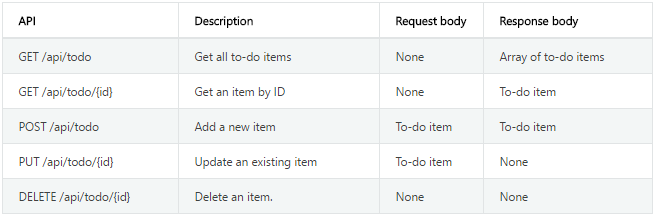 API Description Request body Response body
GET /api/todo Get all to-do items None Array of to-do items
GET /api/todo/{id} Get an item by ID None To-do item
POST /api/todo Add a new item To-do item To-do item
PUT /api/todo/{id} Update an existing item To-do item None
DELETE /api/todo/{id} Delete an item. None None